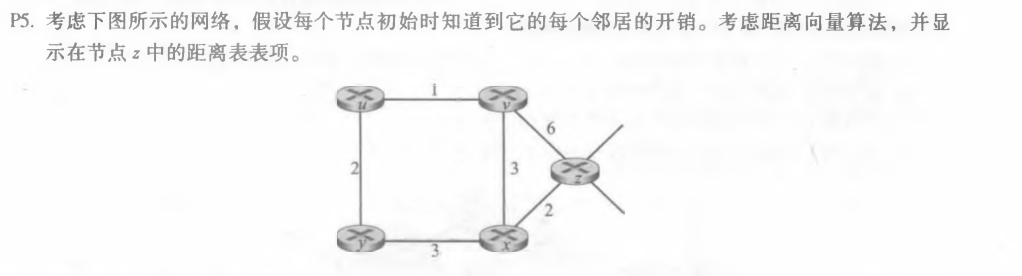 P5. 考虑下图所示的网络，假设每个节点初始时知道到它的每个邻居的开销。考虑距离向量算法，并显
示在节点 z 中的距离表表项。
1
u
v
6
2
3
z
2
y
x
3